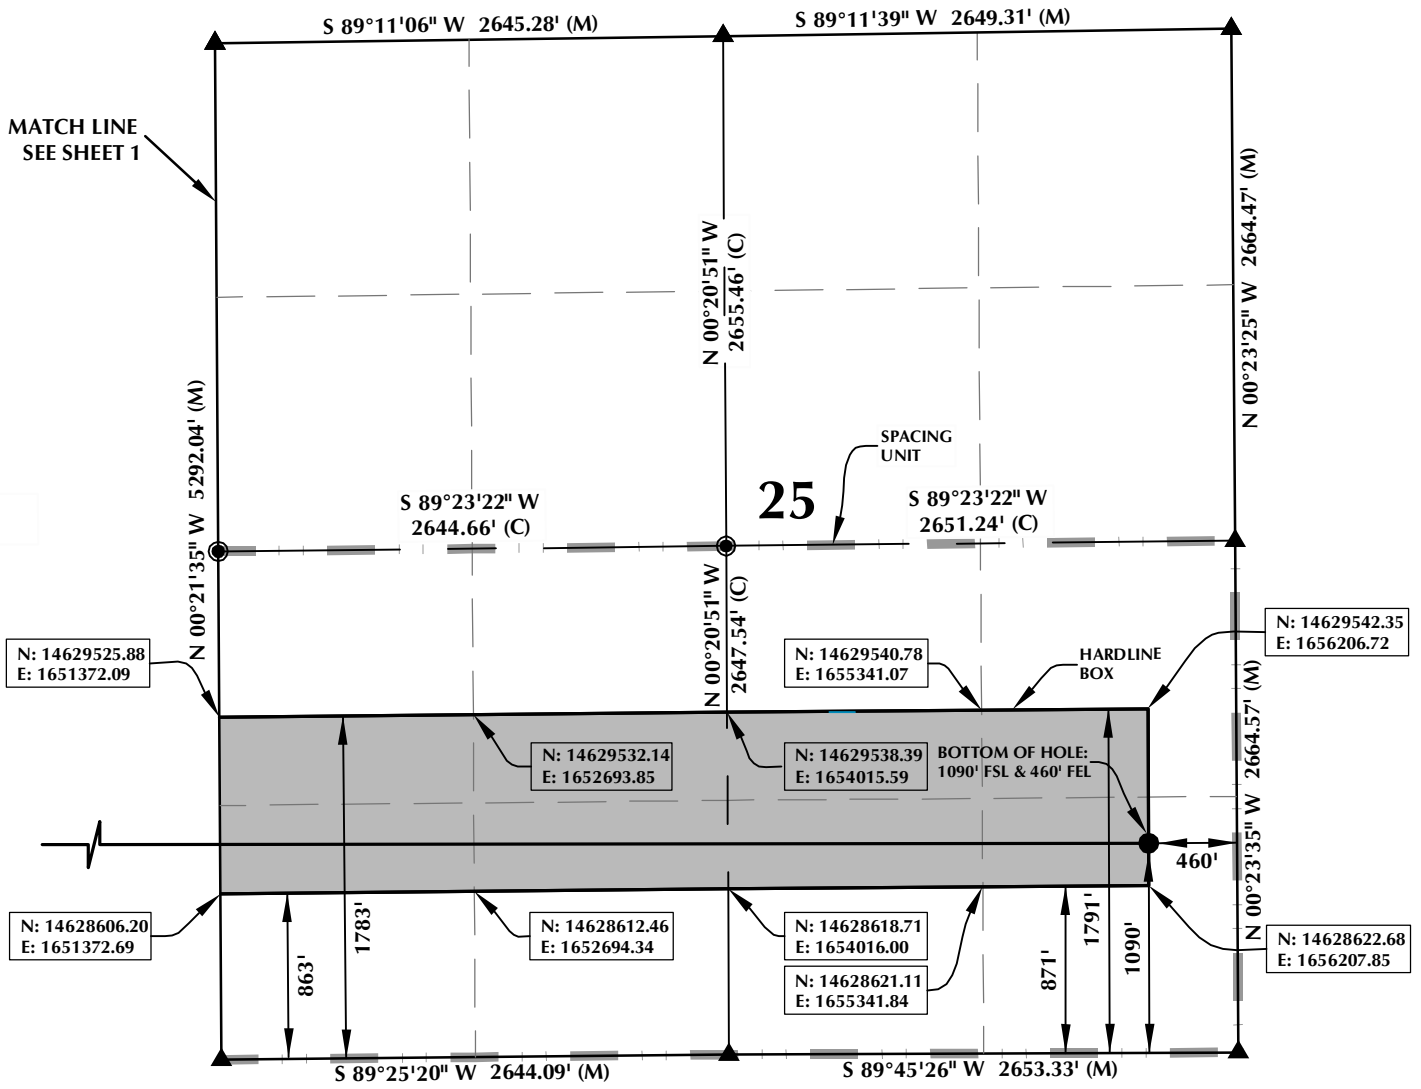 S 89°11'06" W 2645.28' (M)
S 89°11'39" W 2649.31' (M)
MATCH LINE
SEE SHEET 1
N 00°21'35" W 5292.04' (M)
N 00°20'51" W
2655.46' (C)
N 00°23'25" W 2664.47' (M)
SPACING
UNIT
25
S 89°23'22" W
2644.66' (C)
S 89°23'22" W
2651.24' (C)
N 00°20'51" W
2647.54' (C)
N: 14629525.88
E: 1651372.09
N: 14629540.78
E: 1655341.07
HARDLINE
BOX
N: 14629542.35
E: 1656206.72
N 00°23'35" W 2664.57' (M)
N: 14629532.14
E: 1652693.85
N: 14629538.39
E: 1654015.59
BOTTOM OF HOLE:
1090' FSL & 460' FEL
460'
N: 14628606.20
E: 1651372.69
863'
1783'
N: 14628612.46
E: 1652694.34
N: 14628618.71
E: 1654016.00
N: 14628621.11
E: 1655341.84
871'
1791'
1090'
N: 14628622.68
E: 1656207.85
S 89°25'20" W 2644.09' (M)
S 89°45'26" W 2653.33' (M)